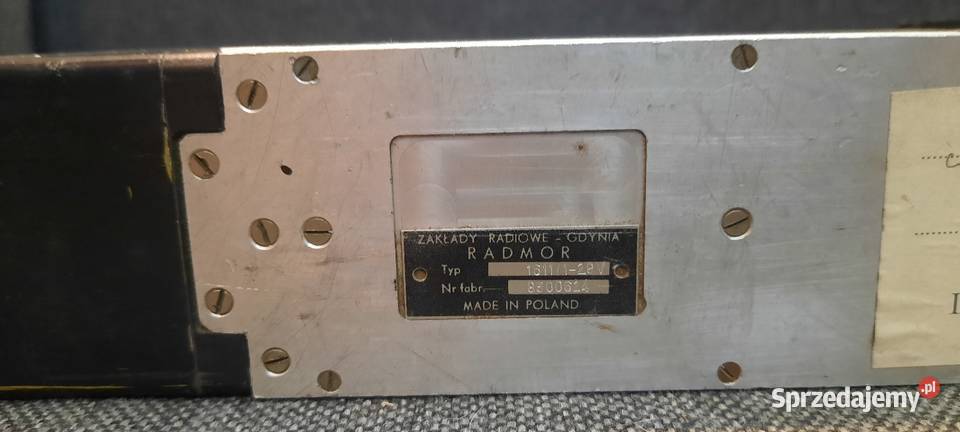 ZAKŁADY RADIOWE - GDYNIA
RADMOR
Typ
Nr fabr.
MADE IN POLAND
Sprzedajemy.pl